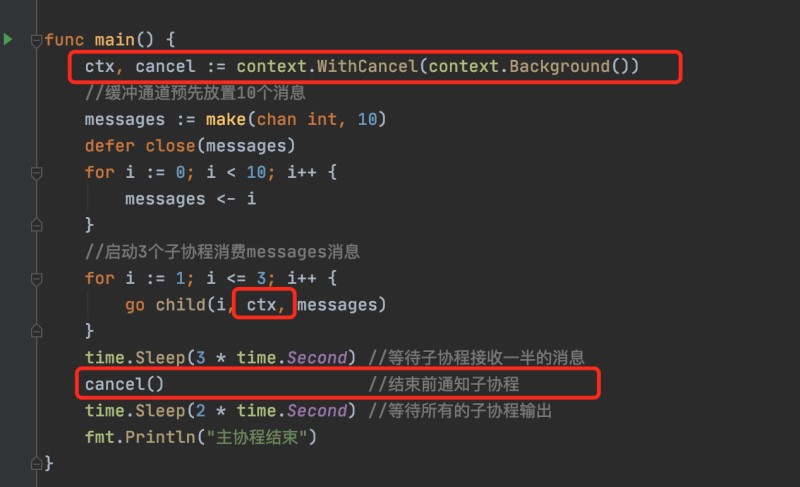 func main() {
    ctx, cancel := context.WithCancel(context.Background())
    //缓冲通道预先放置10个消息
    messages := make(chan int, 10)
    defer close(messages)
    for i := 0; i < 10; i++ {
        messages <- i
    }
    //启动3个子协程消费messages消息
    for i := 1; i <= 3; i++ {
        go child(i, ctx, messages)
    }
    time.Sleep(3 * time.Second) //等待子协程接收一半的消息
    cancel()                    //结束前通知子协程
    time.Sleep(2 * time.Second) //等待所有的子协程输出
    fmt.Println("主协程结束")
}